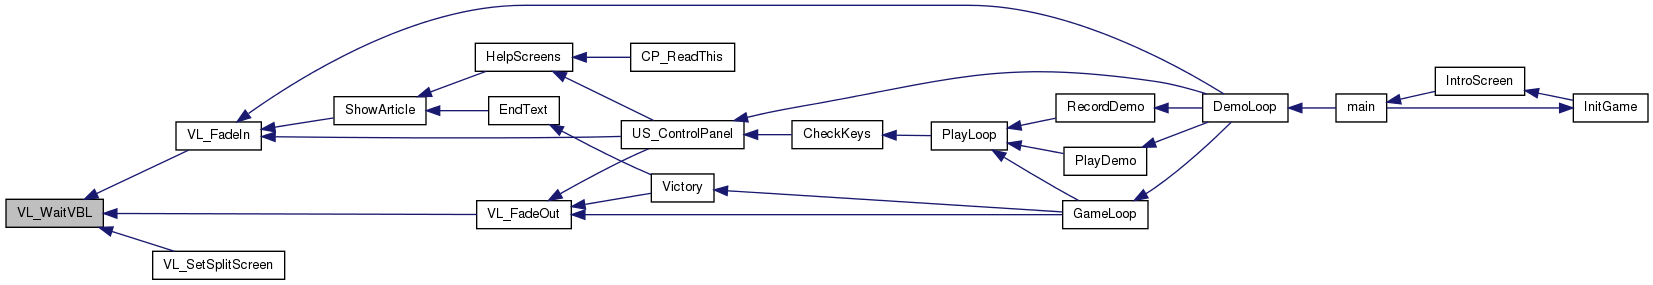 HelpScreens
CP_ReadThis
IntroScreen
ShowArticle
EndText
RecordDemo
DemoLoop
main
InitGame
VL_FadeIn
US_ControlPanel
CheckKeys
PlayLoop
PlayDemo
Victory
VL_WaitVBL
VL_FadeOut
GameLoop
VL_SetSplitScreen